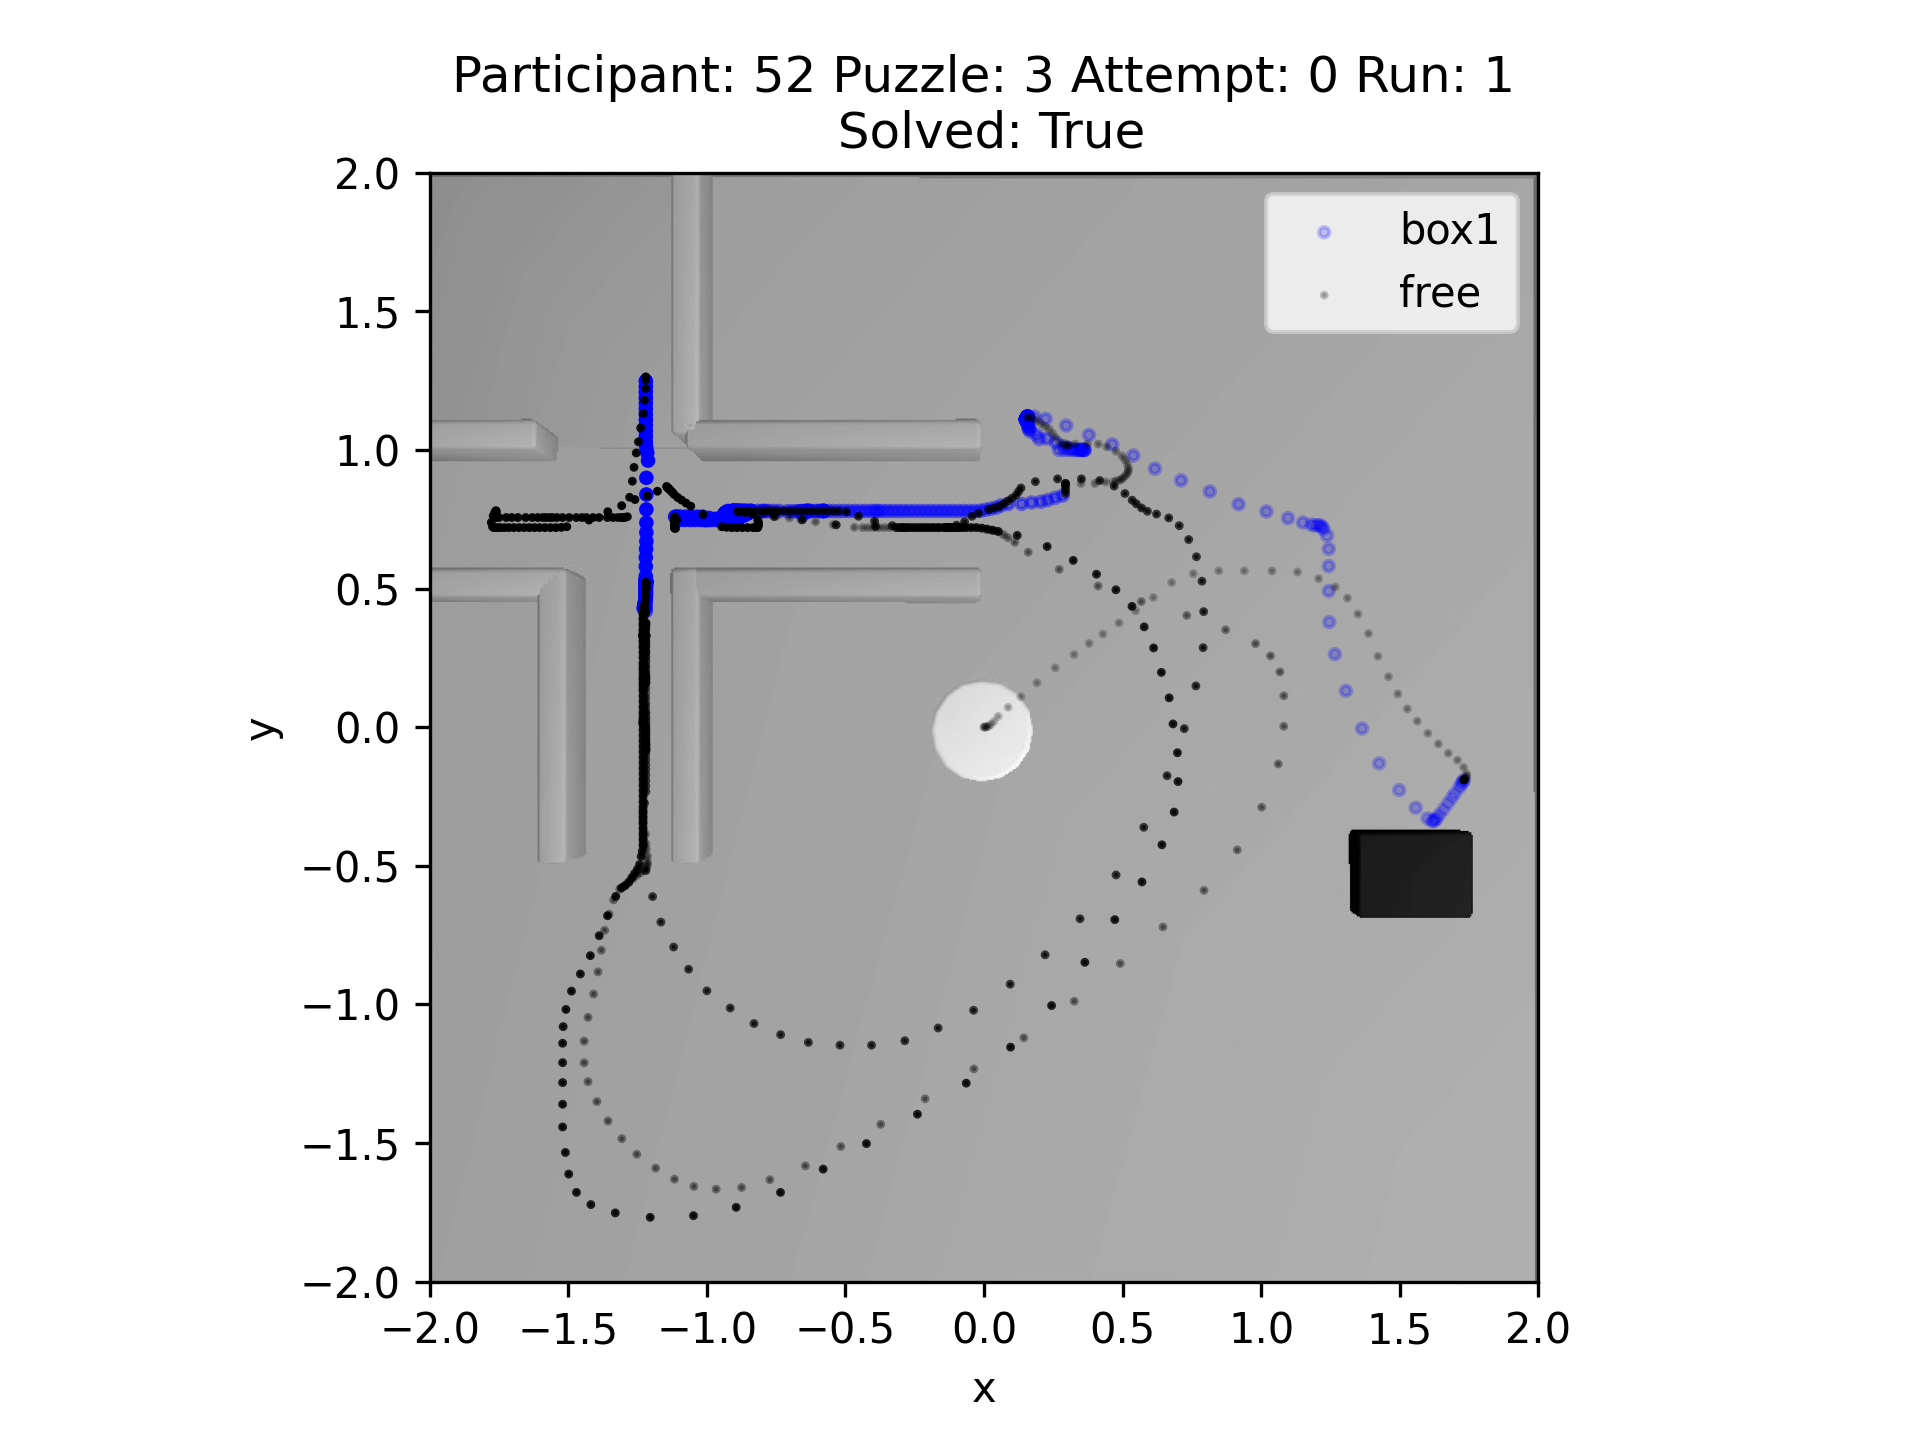 Participant: 52 Puzzle: 3 Attempt: 0 Run: 1
Solved: True
2.0
1.5
1.0
0.5
0.0
−0.5
−1.0
−1.5
−2.0
y
box1
free
−2.0 −1.5 −1.0 −0.5 0.0 0.5 1.0 1.5 2.0
x